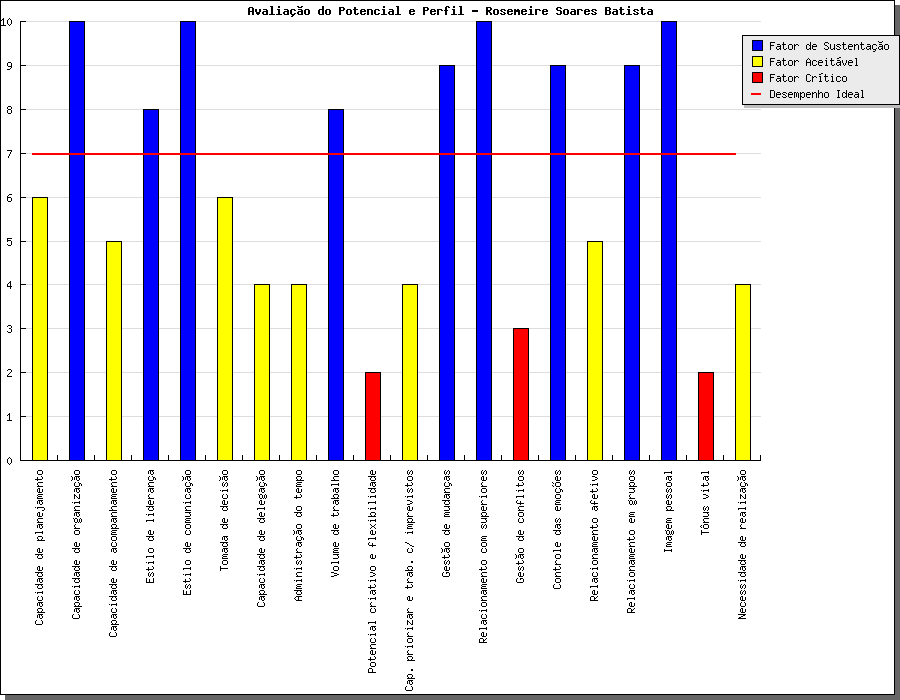 Avaliação do Potencial e Perfil - Rosemeire Soares Batista
Fator de Sustentação
Fator Aceitável
Fator Crítico
Desempenho Ideal
10
9
8
7
6
5
4
3
2
1
0
Capacidade de planejamento
Capacidade de organização
Capacidade de acompanhamento
Estilo de liderança
Estilo de comunicação
Tomada de decisão
Capacidade de delegação
Administração do tempo
Volume de trabalho
Potencial criativo e flexibilidade
Cap. priorizar e trab. c/ imprevistos
Gestão de mudanças
Relacionamento com superiores
Gestão de conflitos
Controle das emoções
Relacionamento afetivo
Relacionamento em grupos
Imagem pessoal
Tônus vital
Necessidade de realização